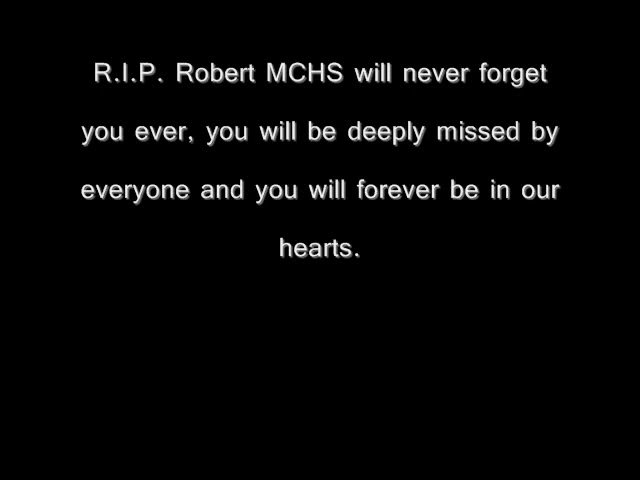 R.I.P. Robert MCHS will never forget
you ever, you will be deeply missed by
everyone and you will forever be in our
hearts.